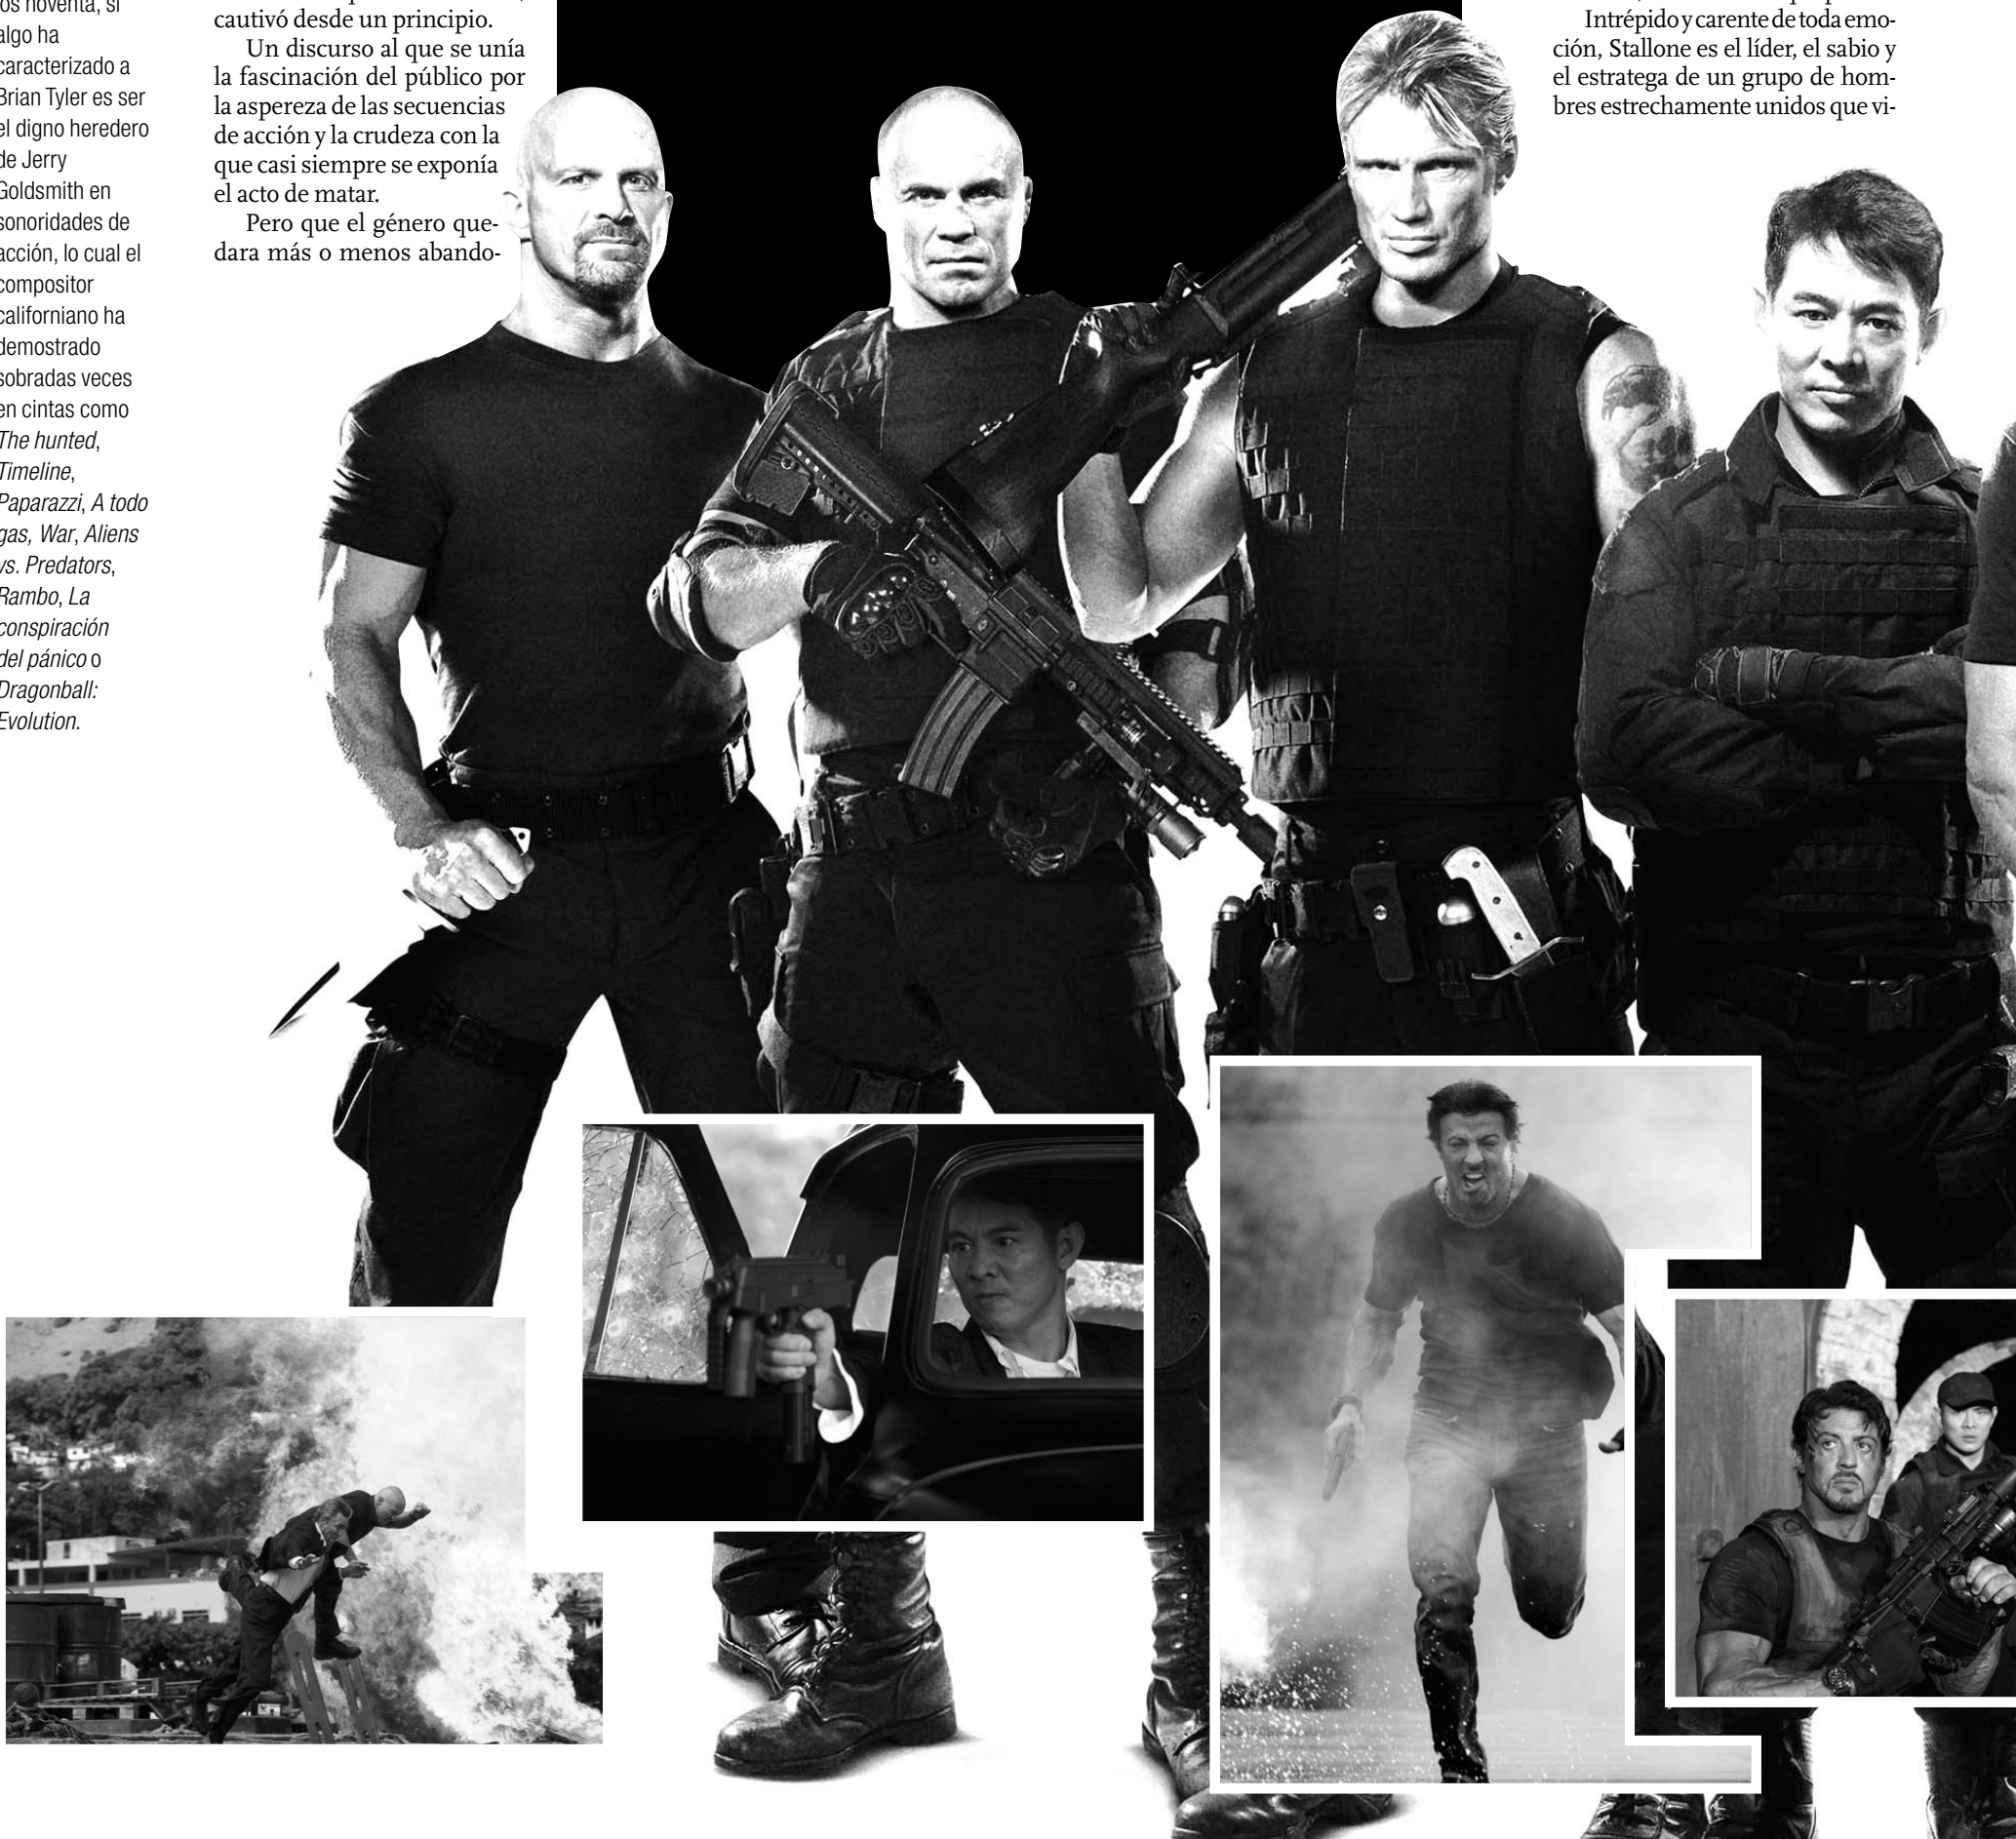 los noventa, si
algo ha
caracterizado a
Brian Tyler es ser
el digno heredero
de Jerry
Goldsmith en
sonoridades de
acción, lo cual el
compositor
californiano ha
demostrado
sobradas veces
en cintas como
The hunted,
Timeline,
Paparazzi, A todo
gas, War, Aliens
vs. Predators,
Rambo, La
conspiración
del pánico o
Dragonball:
Evolution.
cautivó desde un principio.
Un discurso al que se unía
la fascinación del público por
la aspereza de las secuencias
de acción y la crudeza con la
que casi siempre se exponía
el acto de matar.
Pero que el género que-
dara más o menos abando-
Intrépido y carente de toda emo-
ción, Stallone es el líder, el sabio y
el estratega de un grupo de hom-
bres estrechamente unidos que vi-